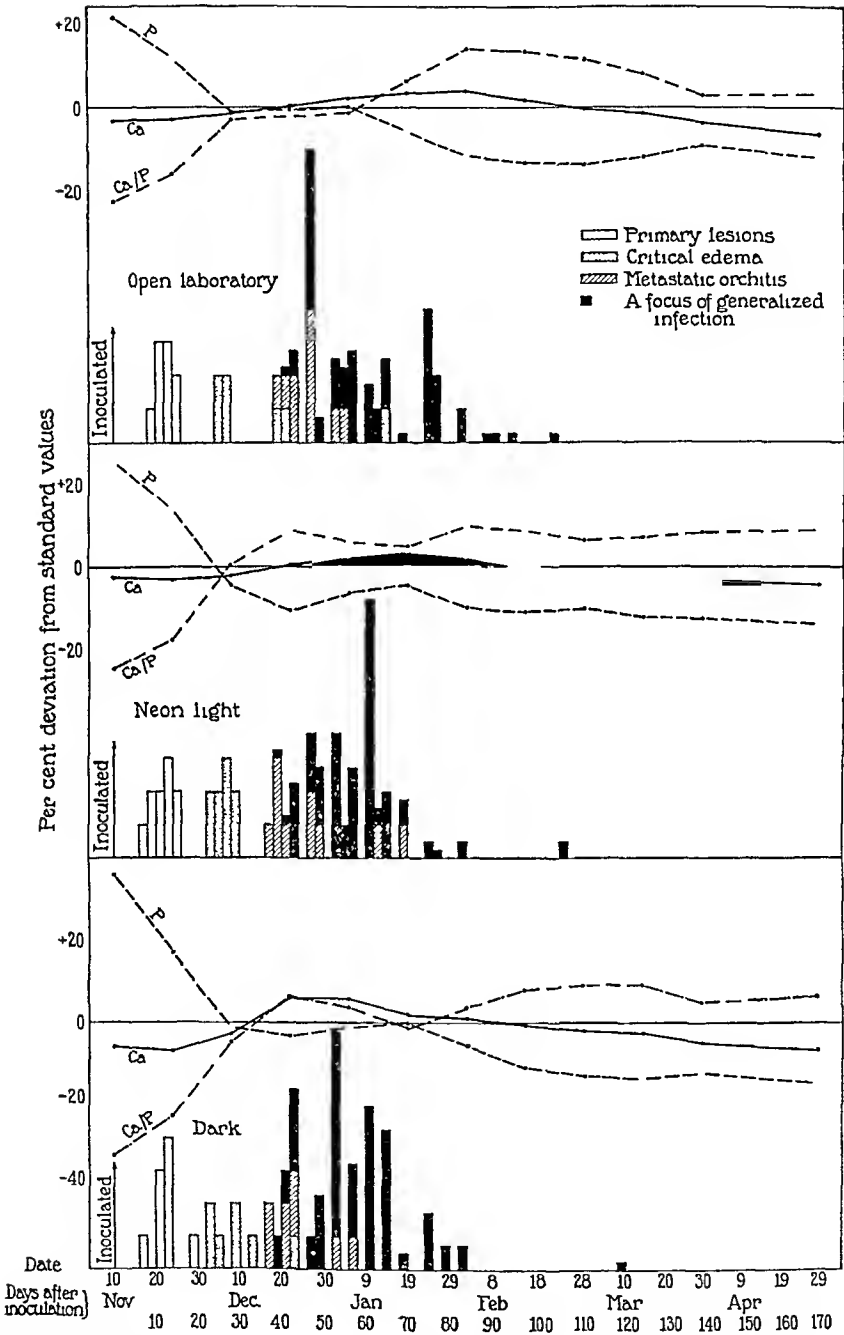 +20
P
0
Ca
Ca/P
-20
Primary lesions
Critical edema
Metastatic orchitis
A focus of generalized
infection
Open laboratory
Inoculated
Per cent deviation from standard values
P
+20
0
Ca
Ca/P
-20
Neon light
Inoculated
P
+20
0
Ca
-20
Ca/P
Dark
-40
Inoculated
Date
10 20 30 10 20 30 9 19 29 8 18 28 10 20 9 19 29
Nov Dec. Jan Feb Mar Apr
Days after
inoculation}
10 20 30 40 50 60 70 80 90 100 110 120 130 140 150 160 170